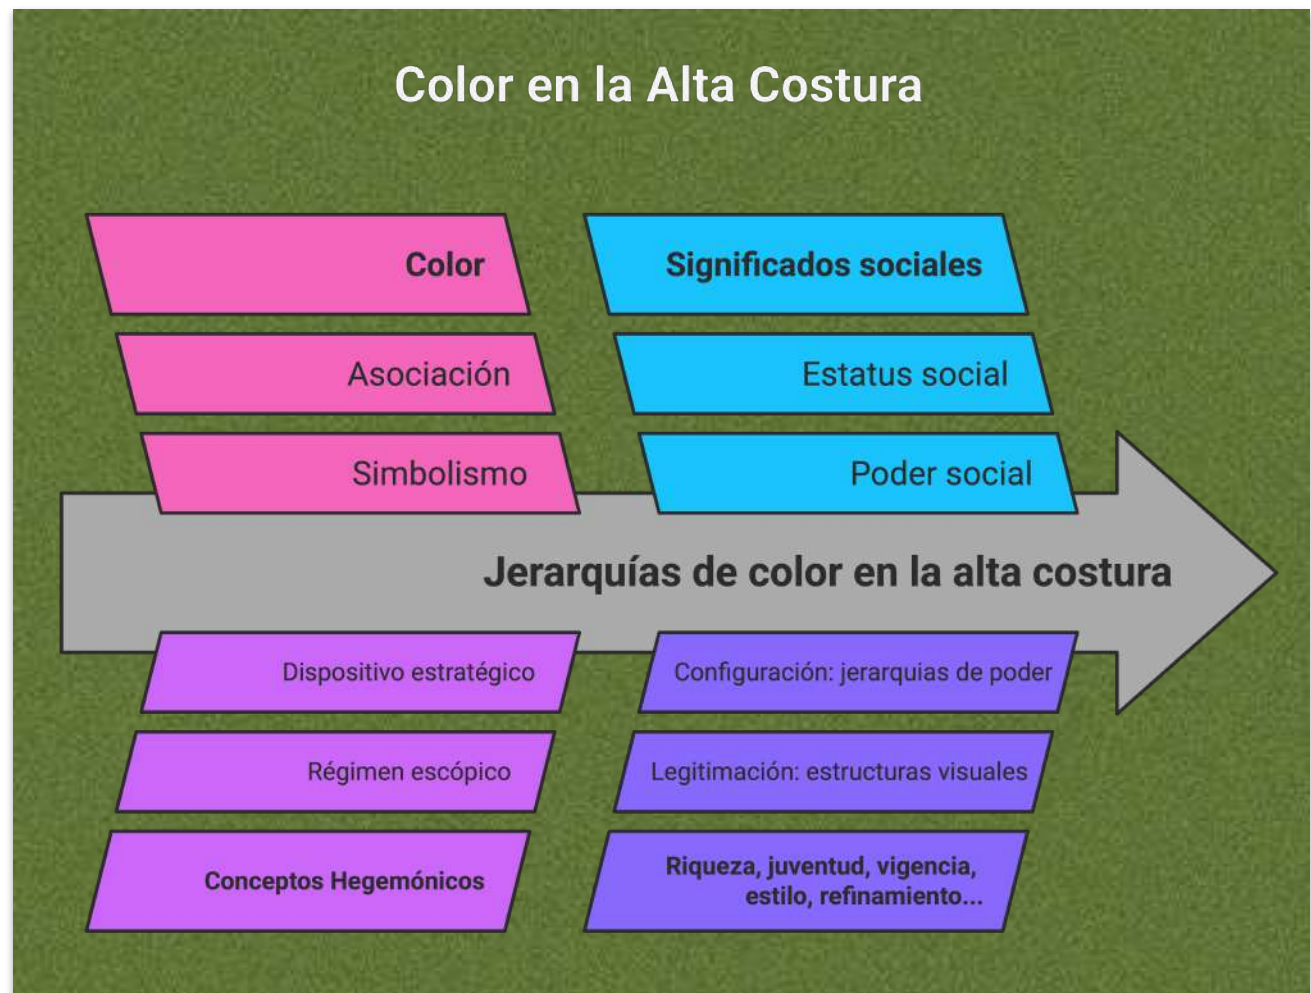 Color en la Alta Costura
Color
Asociación
Simbolismo
Significados sociales
Estatus social
Poder social
Jerarquías de color en la alta costura
Dispositivo estratégico
Régimen escópico
Conceptos Hegemónicos
Configuración: jerarquias de poder
Legitimación: estructuras visuales
Riqueza, juventud, vigencia,
estilo, refinamiento...